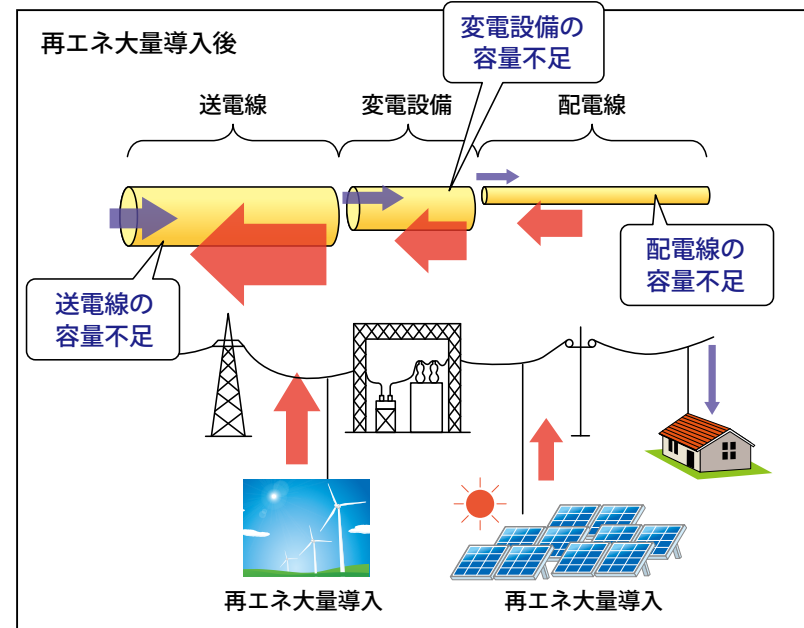 再エネ大量導入後
変電設備の
容量不足
送電線
変電設備
配電線
配電線の
容量不足
送電線の
容量不足
再エネ大量導入
再エネ大量導入